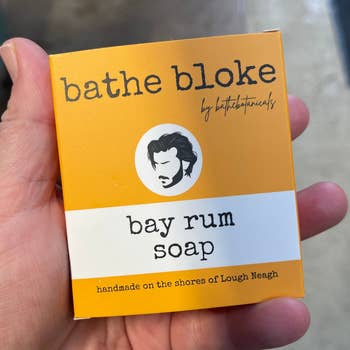 bathe bloke
by bathebotanicals
bay rum
soap
handmade on the shores of Lough Neagh